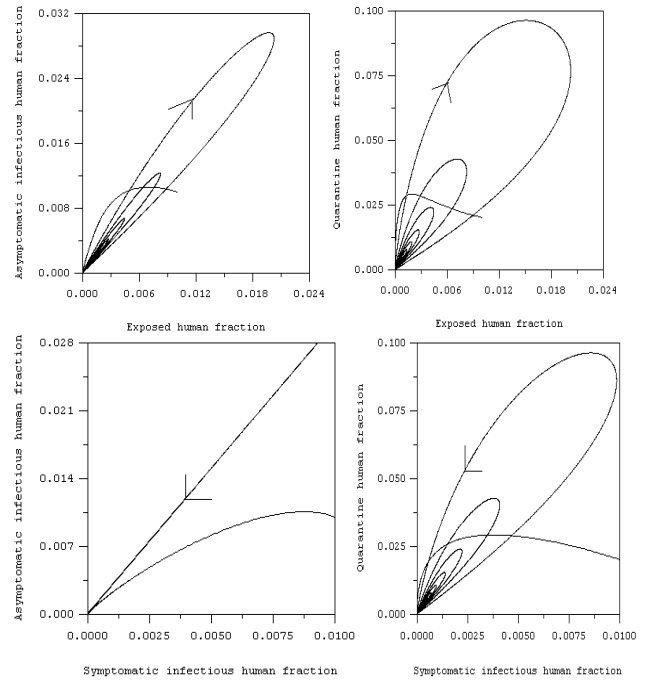 Asymptomatic infectious human fraction
0.032
0.024
0.016
0.008
0.000
0.000 0.006 0.012 0.018 0.024
Exposed human fraction
Quarantine human fraction
0.100
0.075
0.050
0.025
0.000
0.000 0.006 0.012 0.018 0.024
Exposed human fraction
Asymptomatic infectious human fraction
0.028
0.021
0.014
0.007
0.000
0.0000 0.0025 0.0050 0.0075 0.0100
Symptomatic infectious human fraction
Quarantine human fraction
0.100
0.075
0.050
0.025
0.000
0.0000 0.0025 0.0050 0.0075 0.0100
Symptomatic infectious human fraction